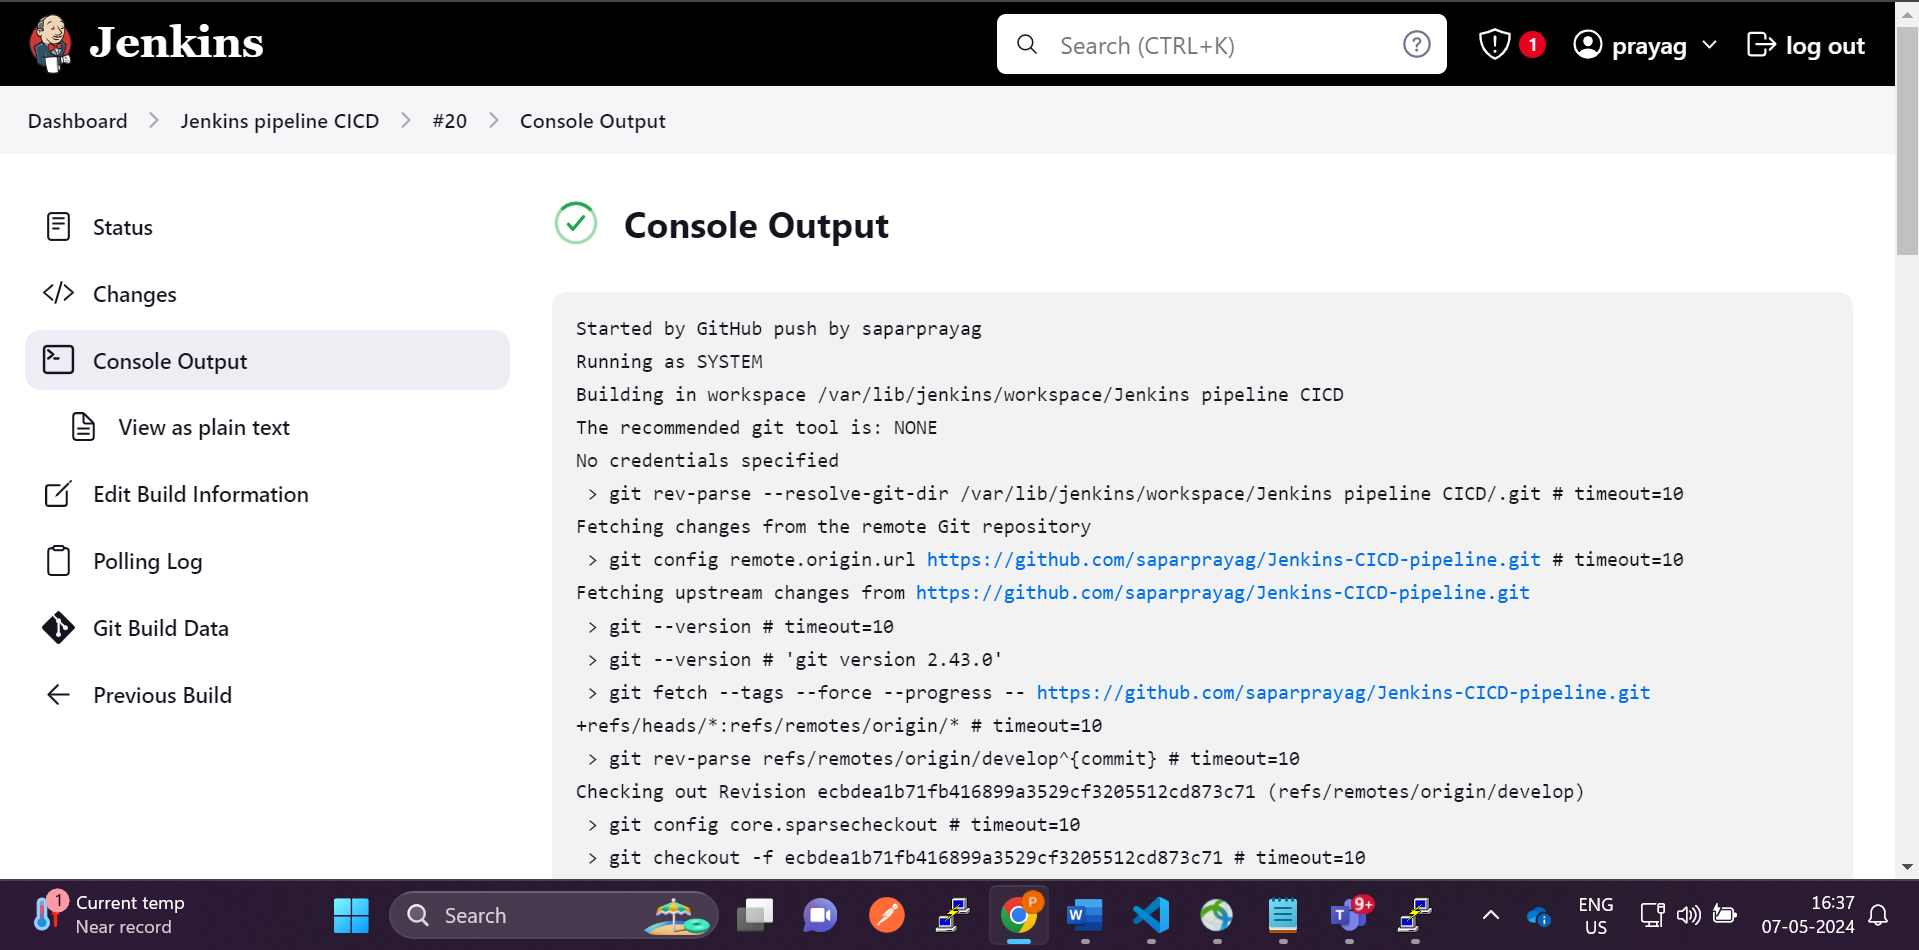 Jenkins
Search (CTRL+K)
?
1
prayag
log out
Dashboard > Jenkins pipeline CICD > #20 > Console Output
Status
Changes
Console Output
View as plain text
Edit Build Information
Polling Log
Git Build Data
Previous Build
Console Output
Started by GitHub push by saparprayag
Running as SYSTEM
Building in workspace /var/lib/jenkins/workspace/Jenkins pipeline CICD
The recommended git tool is: NONE
No credentials specified
 > git rev-parse --resolve-git-dir /var/lib/jenkins/workspace/Jenkins pipeline CICD/.git # timeout=10
Fetching changes from the remote Git repository
 > git config remote.origin.url https://github.com/saparprayag/Jenkins-CICD-pipeline.git # timeout=10
Fetching upstream changes from https://github.com/saparprayag/Jenkins-CICD-pipeline.git
 > git --version # timeout=10
 > git --version # 'git version 2.43.0'
 > git fetch --tags --force --progress -- https://github.com/saparprayag/Jenkins-CICD-pipeline.git
+refs/heads/*:refs/remotes/origin/* # timeout=10
 > git rev-parse refs/remotes/origin/develop^{commit} # timeout=10
Checking out Revision ecbdea1b71fb416899a3529cf3205512cd873c71 (refs/remotes/origin/develop)
 > git config core.sparsecheckout # timeout=10
 > git checkout -f ecbdea1b71fb416899a3529cf3205512cd873c71 # timeout=10
1
Current temp
Near record
Search
P
W
T
9+
ENG
US
16:37
07-05-2024